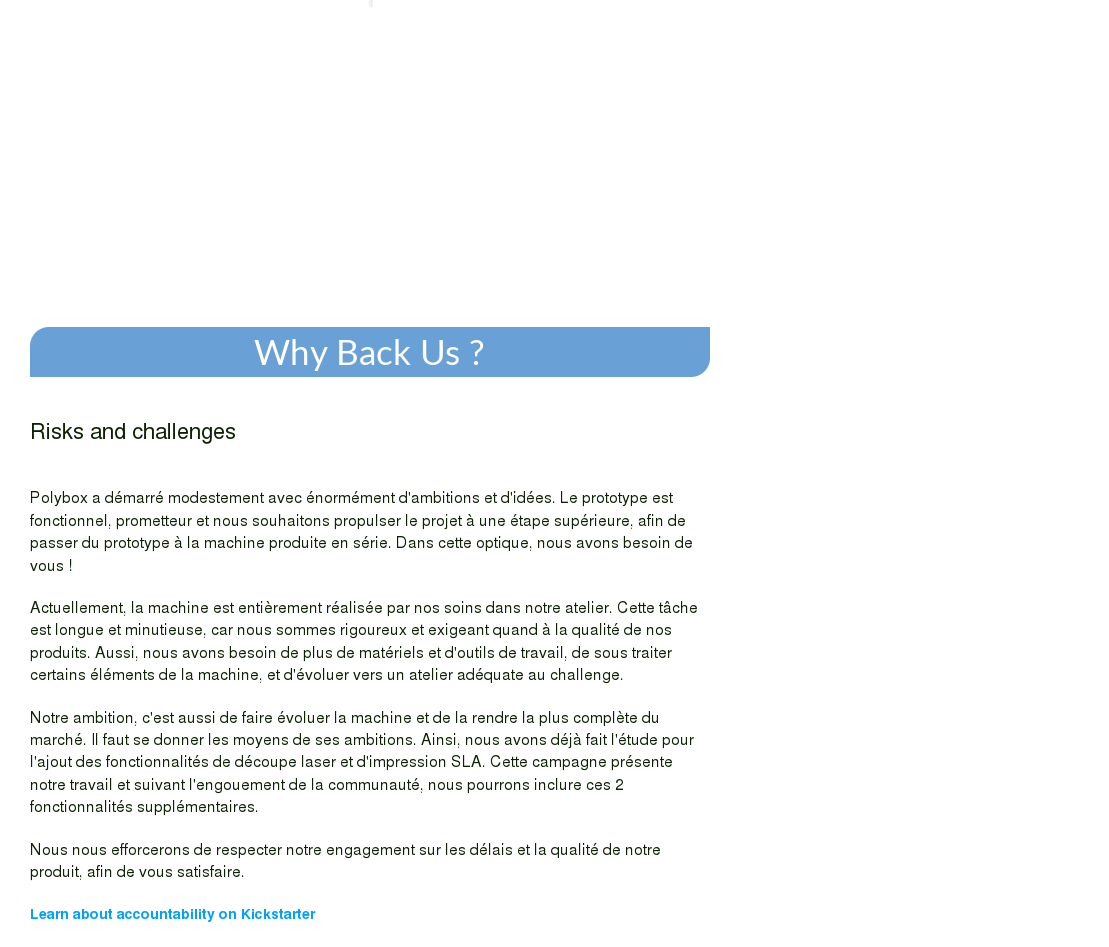 Why Back Us ?
Risks and challenges
Polybox a démarré modestement avec énormément d'ambitions et d'idées. Le prototype est
fonctionnel, prometteur et nous souhaitons propulser le projet à une étape supérieure, afin de
passer du prototype à la machine produite en série. Dans cette optique, nous avons besoin de
vous !
Actuellement, la machine est entièrement réalisée par nos soins dans notre atelier. Cette tâche
est longue et minutieuse, car nous sommes rigoureux et exigeant quand à la qualité de nos
produits. Aussi, nous avons besoin de plus de matériels et d'outils de travail, de sous traiter
certains éléments de la machine, et d'évoluer vers un atelier adéquate au challenge.
Notre ambition, c'est aussi de faire évoluer la machine et de la rendre la plus complète du
marché. Il faut se donner les moyens de ses ambitions. Ainsi, nous avons déjà fait l'étude pour
l'ajout des fonctionnalités de découpe laser et d'impression SLA. Cette campagne présente
notre travail et suivant l'engouement de la communauté, nous pourrons inclure ces 2
fonctionnalités supplémentaires.
Nous nous efforcerons de respecter notre engagement sur les délais et la qualité de notre
produit, afin de vous satisfaire.
Learn about accountability on Kickstarter